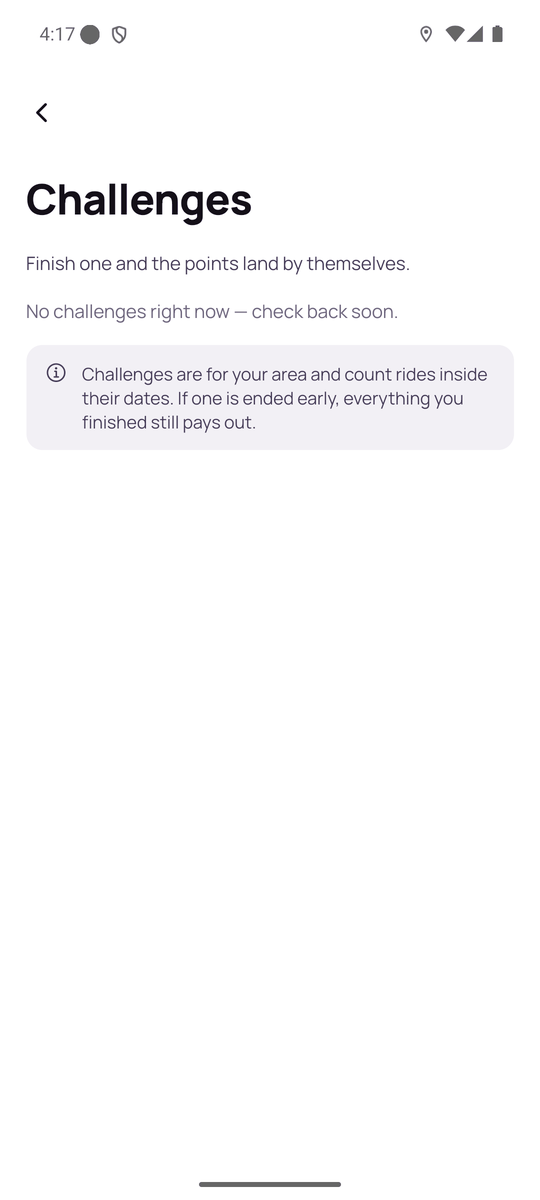 4:17
Challenges
Finish one and the points land by themselves.
No challenges right now — check back soon.
Challenges are for your area and count rides inside
their dates. If one is ended early, everything you
finished still pays out.